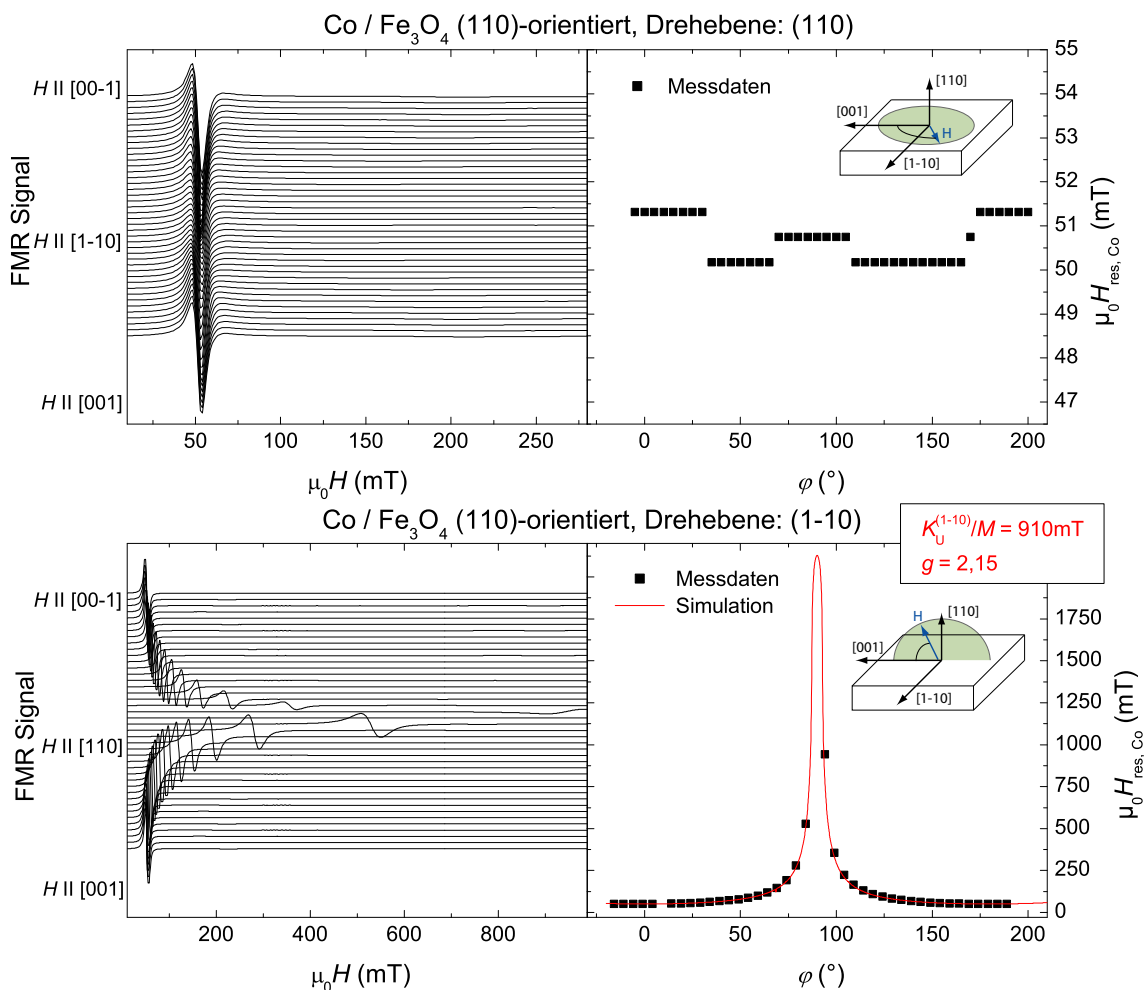 Co / Fe₃O₄ (110)-orientiert, Drehebene: (110)
FMR Signal
H II [00-1]
H II [1-10]
H II [001]
50 100 150 200 250
μ₀H (mT)
Messdaten
[110]
[001]
H
[1-10]
55
54
53
52
51
50
49
48
47
μ₀H res, Co (mT)
0 50 100 150 200
φ (°)
Co / Fe₃O₄ (110)-orientiert, Drehebene: (1-10)
K U (1-10)/M = 910mT
g = 2,15
FMR Signal
H II [00-1]
H II [110]
H II [001]
200 400 600 800
μ₀H (mT)
Messdaten
Simulation
[110]
H
[001]
[1-10]
1750
1500
1250
1000
750
500
250
0
μ₀H res, Co (mT)
0 50 100 150 200
φ (°)